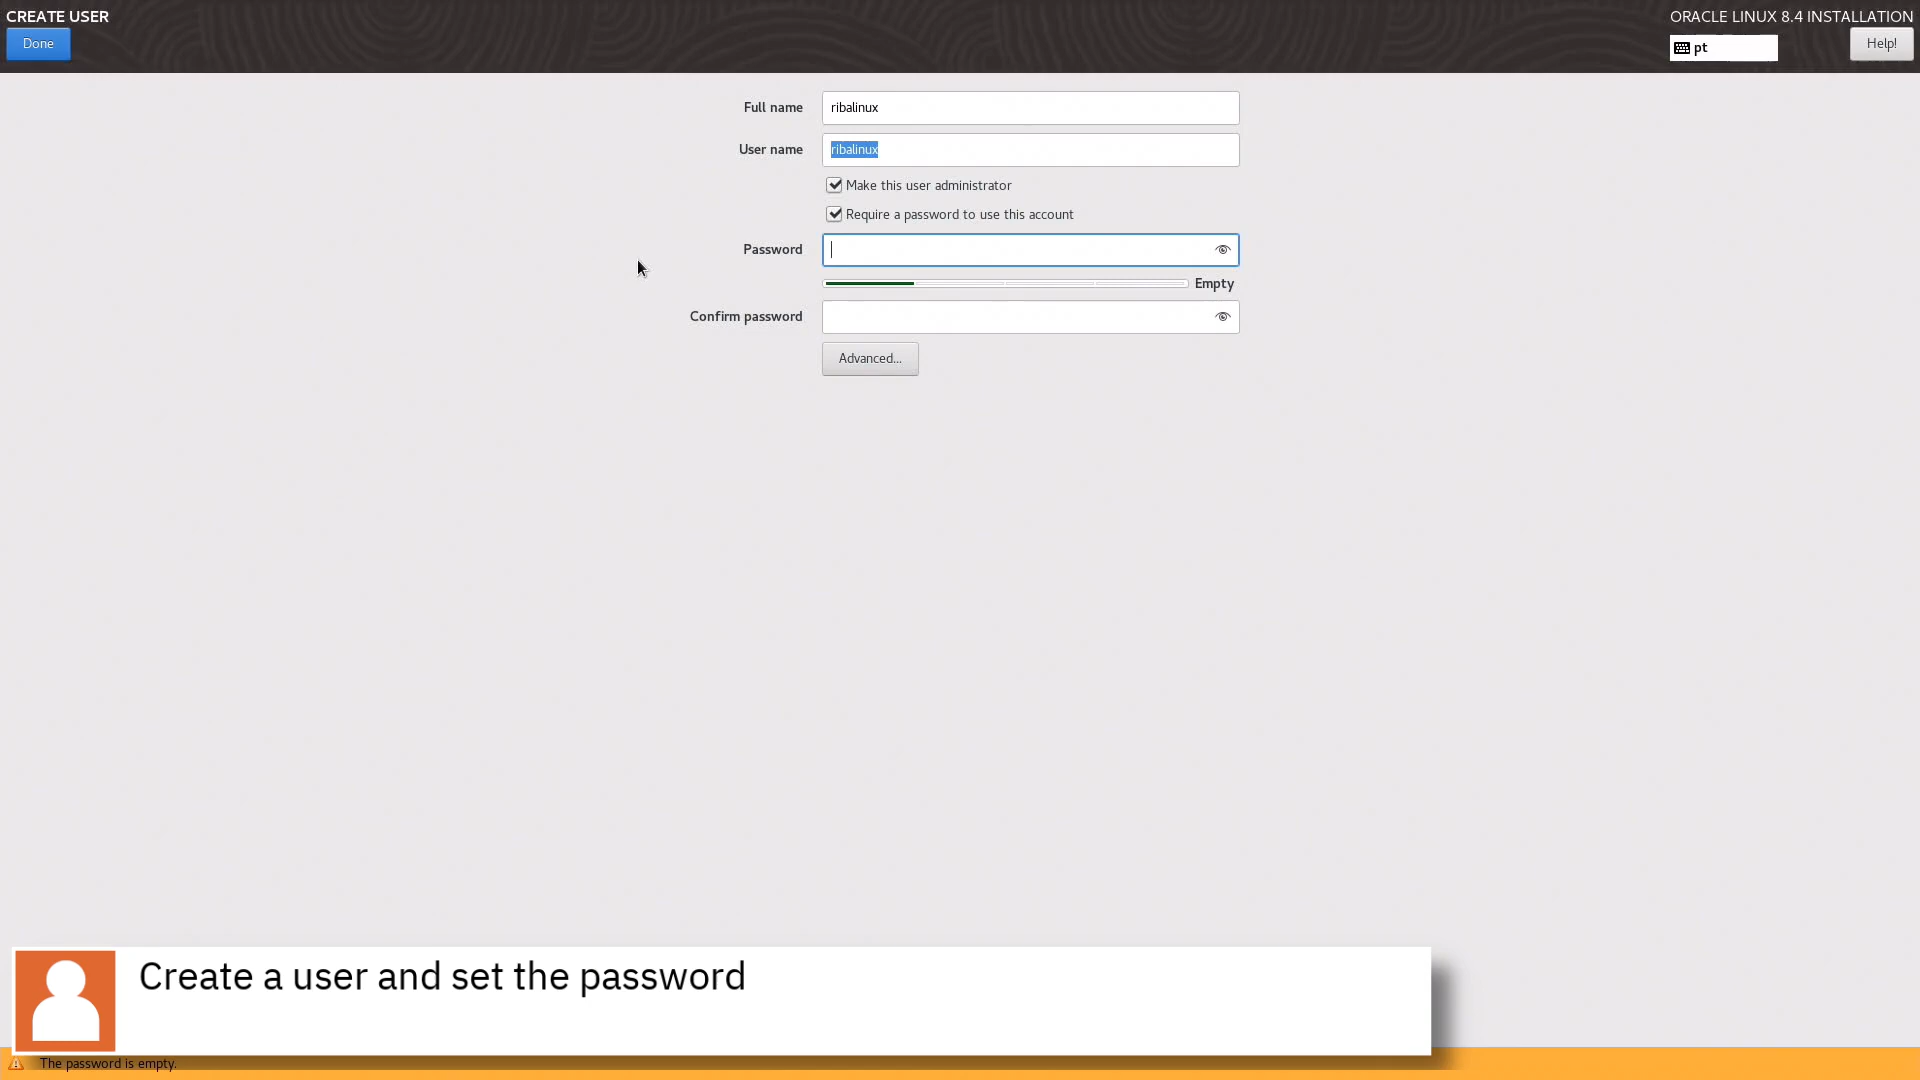 CREATE USER
ORACLE LINUX 8.4 INSTALLATION
Done
pt
Help!
Full name
ribalinux
User name
ribalinux
Make this user administrator
Require a password to use this account
Password
Empty
Confirm password
Advanced...
Create a user and set the password
The password is empty.